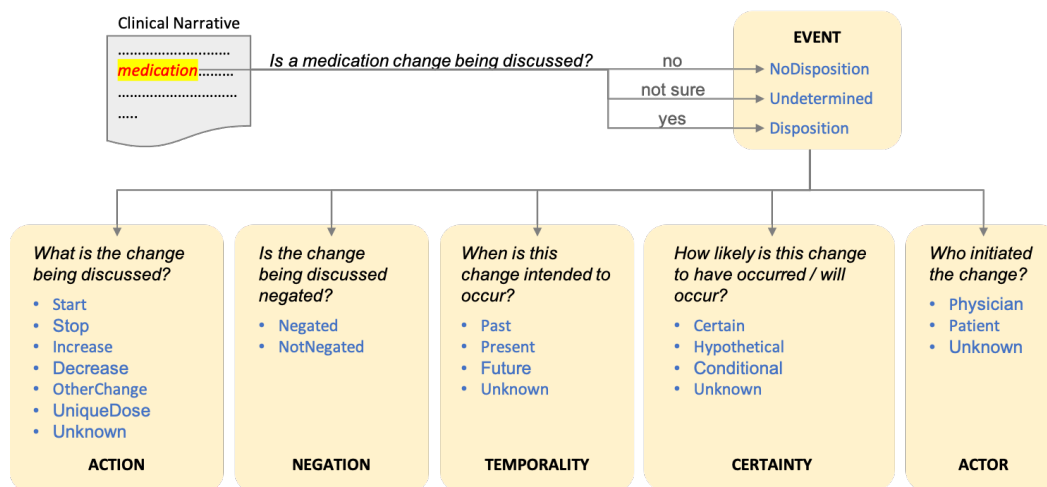 Clinical Narrative
............................
medication.........
.............................
.....
Is a medication change being discussed?
no
not sure
yes
EVENT
NoDisposition
Undetermined
Disposition
What is the change
being discussed?
• Start
• Stop
• Increase
• Decrease
• OtherChange
• UniqueDose
• Unknown
ACTION
Is the change
being discussed
negated?
• Negated
• NotNegated
NEGATION
When is this
change intended to
occur?
• Past
• Present
• Future
• Unknown
TEMPORALITY
How likely is this change
to have occurred / will
occur?
• Certain
• Hypothetical
• Conditional
• Unknown
CERTAINTY
Who initiated
the change?
• Physician
• Patient
• Unknown
ACTOR